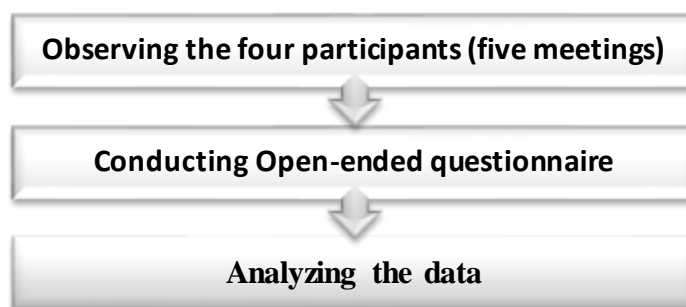 Observing the four participants (five meetings)
Conducting Open-ended questionnaire
Analyzing the data